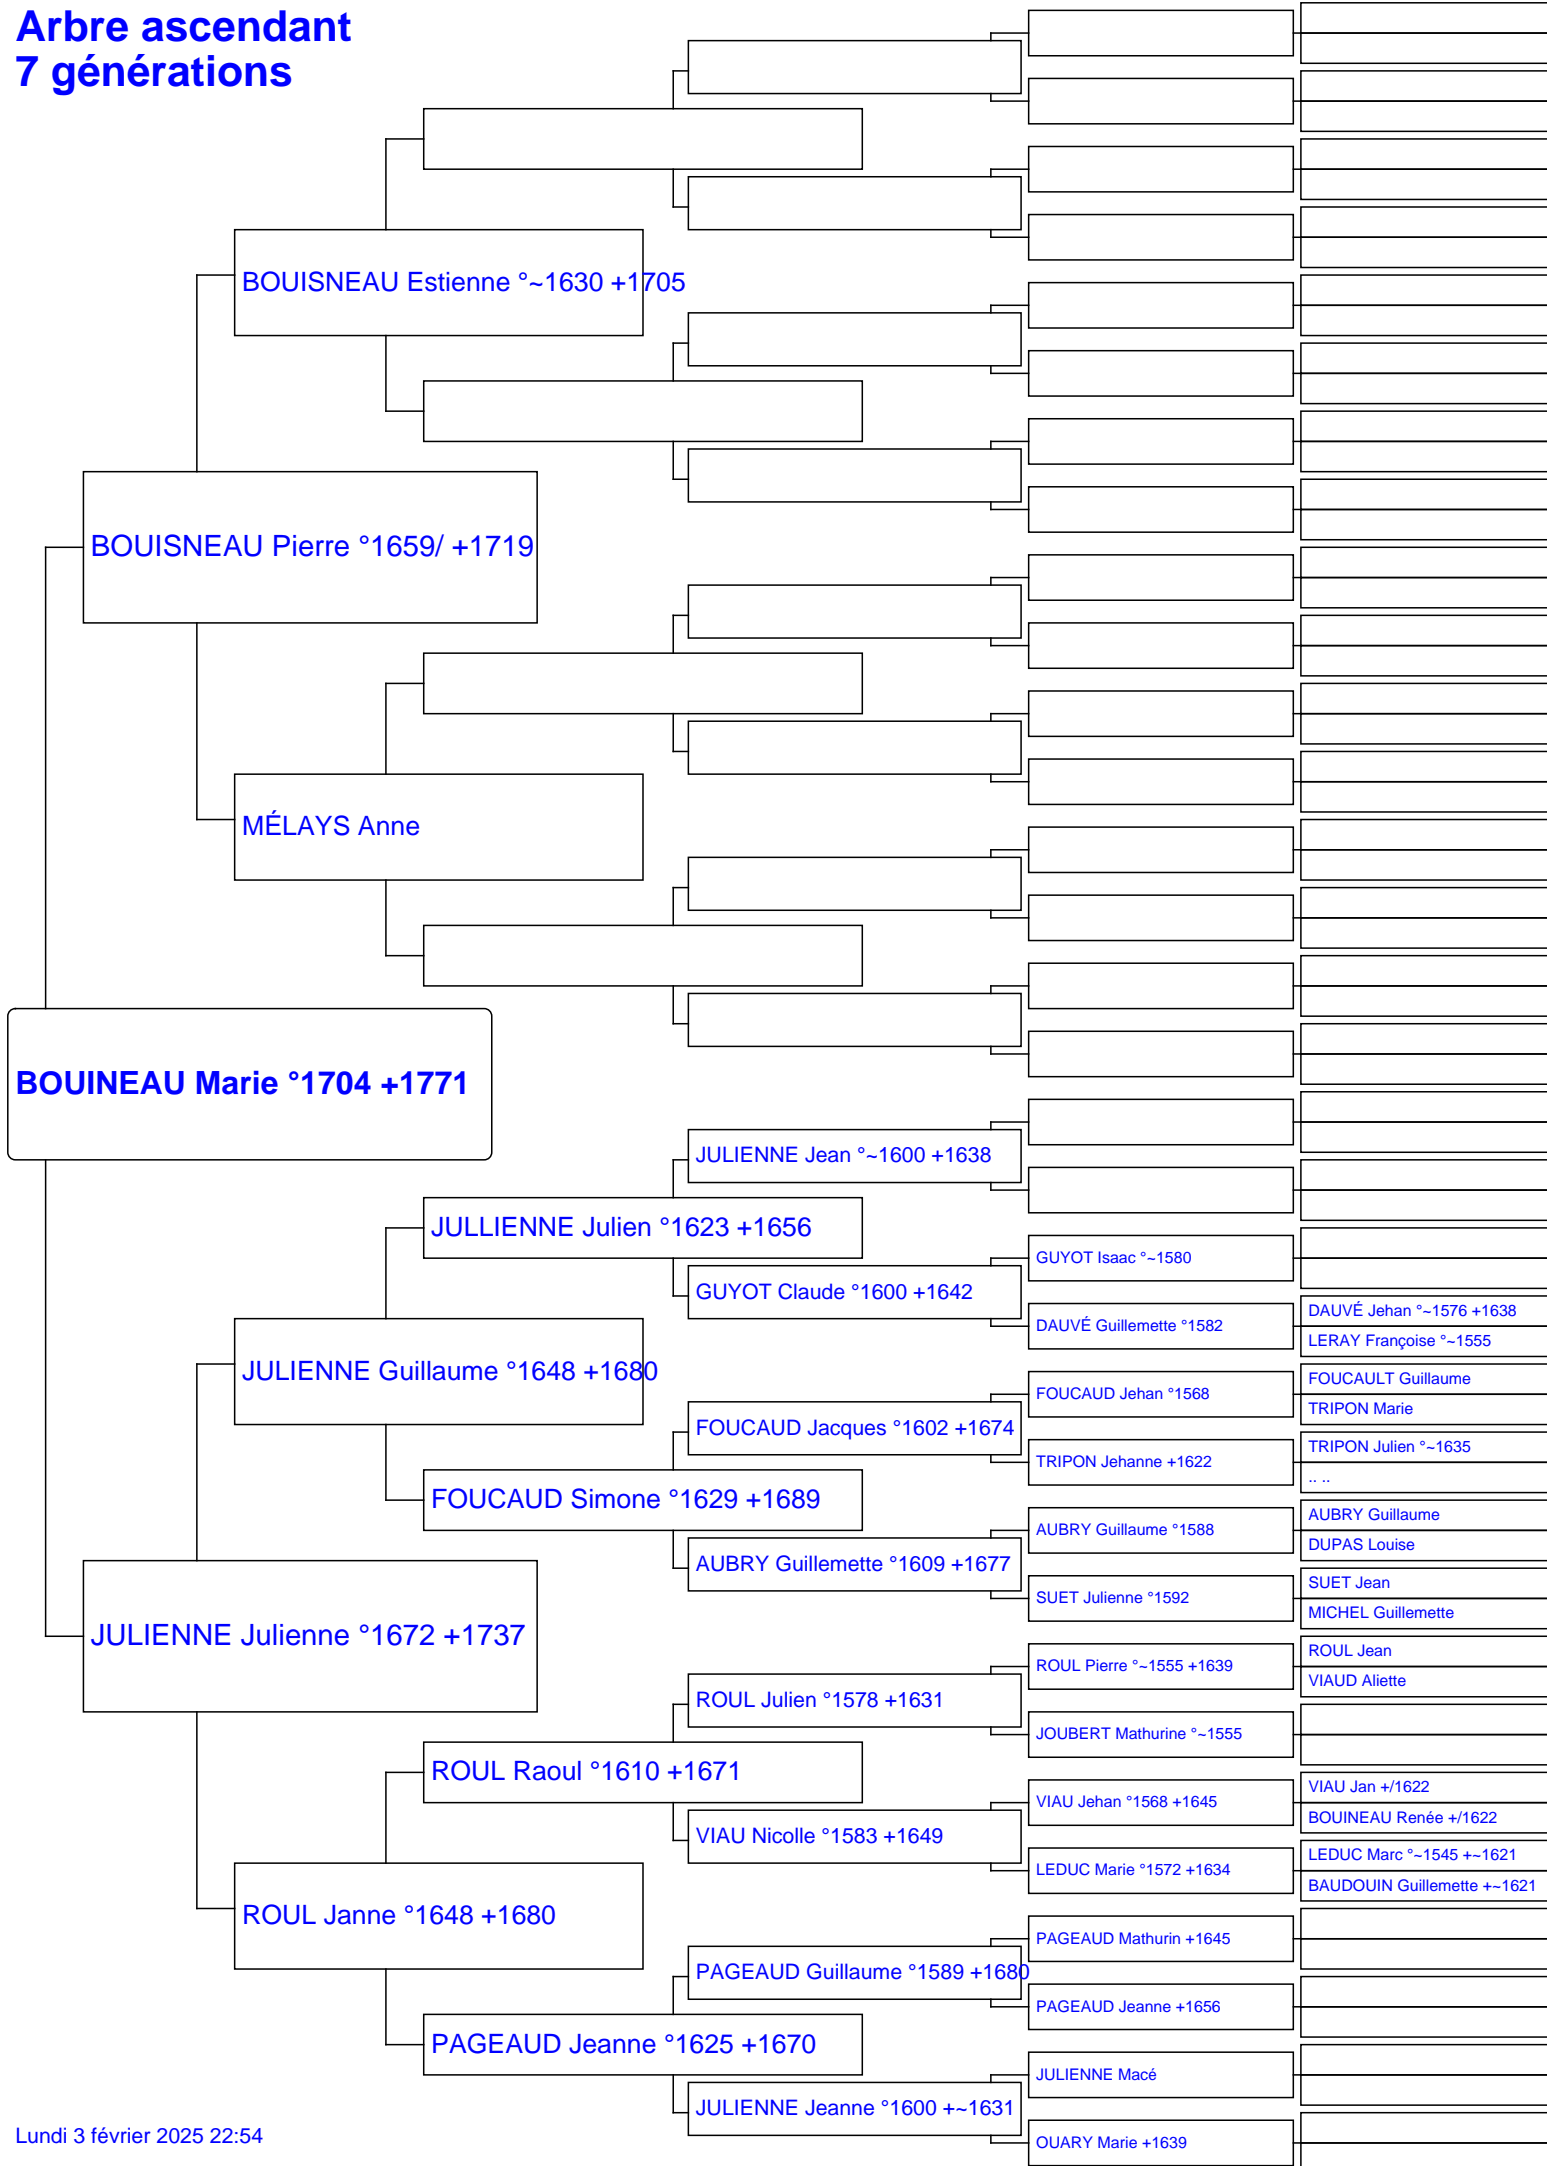 Arbre ascendant
7 générations
BOUISNEAU Estienne °~1630 +1705
BOUISNEAU Pierre °1659/ +1719
MÉLAYS Anne
BOUINEAU Marie °1704 +1771
JULIENNE Jean °~1600 +1638
JULLIENNE Julien °1623 +1656
GUYOT Isaac °~1580
GUYOT Claude °1600 +1642
DAUVÉ Jehan °~1576 +1638
DAUVÉ Guillemette °1582
LERAY Françoise °~1555
JULIENNE Guillaume °1648 +1680
FOUCAULT Guillaume
FOUCAUD Jehan °1568
TRIPON Marie
FOUCAUD Jacques °1602 +1674
TRIPON Julien °~1635
TRIPON Jehanne +1622
.. ..
FOUCAUD Simone °1629 +1689
AUBRY Guillaume
AUBRY Guillaume °1588
DUPAS Louise
AUBRY Guillemette °1609 +1677
SUET Jean
SUET Julienne °1592
MICHEL Guillemette
JULIENNE Julienne °1672 +1737
ROUL Jean
ROUL Pierre °~1555 +1639
VIAUD Aliette
ROUL Julien °1578 +1631
JOUBERT Mathurine °~1555
ROUL Raoul °1610 +1671
VIAU Jan +/1622
VIAU Jehan °1568 +1645
BOUINEAU Renée +/1622
VIAU Nicolle °1583 +1649
LEDUC Marc °~1545 +~1621
LEDUC Marie °1572 +1634
BAUDOUIN Guillemette +~1621
ROUL Janne °1648 +1680
PAGEAUD Mathurin +1645
PAGEAUD Guillaume °1589 +1680
PAGEAUD Jeanne +1656
PAGEAUD Jeanne °1625 +1670
JULIENNE Macé
JULIENNE Jeanne °1600 +~1631
OUARY Marie +1639
Lundi 3 février 2025 22:54